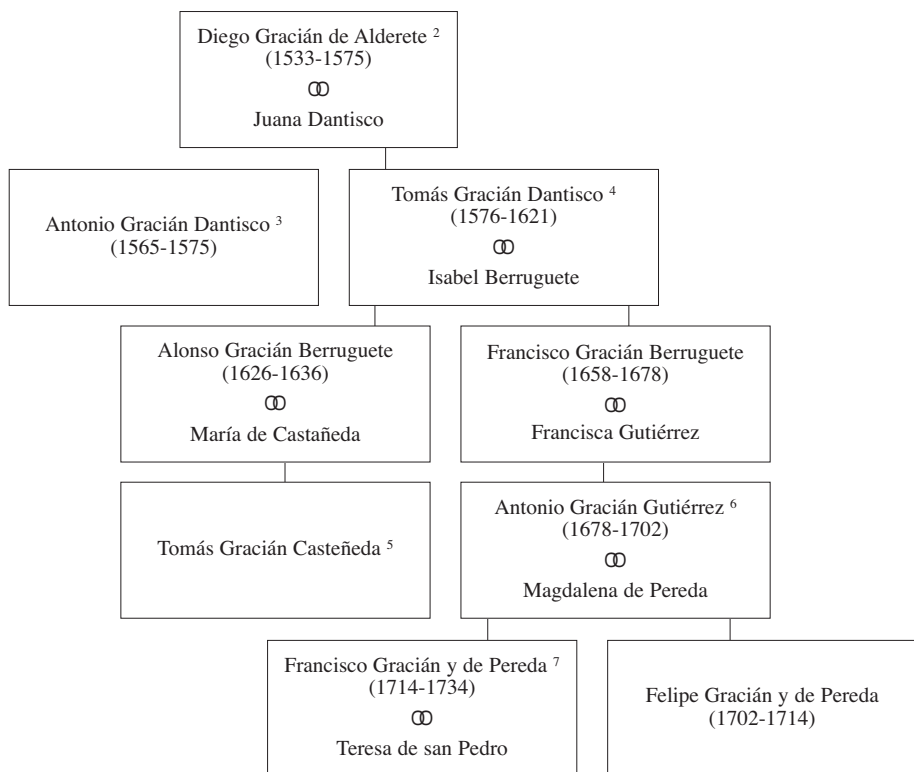 Diego Gracián de Alderete ²
(1533-1575)
Juana Dantisco
Antonio Gracián Dantisco ³
(1565-1575)
Tomás Gracián Dantisco ⁴
(1576-1621)
Isabel Berruguete
Alonso Gracián Berruguete
(1626-1636)
María de Castañeda
Francisco Gracián Berruguete
(1658-1678)
Francisca Gutiérrez
Tomás Gracián Casteñeda ⁵
Antonio Gracián Gutiérrez ⁶
(1678-1702)
Magdalena de Pereda
Francisco Gracián y de Pereda ⁷
(1714-1734)
Teresa de san Pedro
Felipe Gracián y de Pereda
(1702-1714)